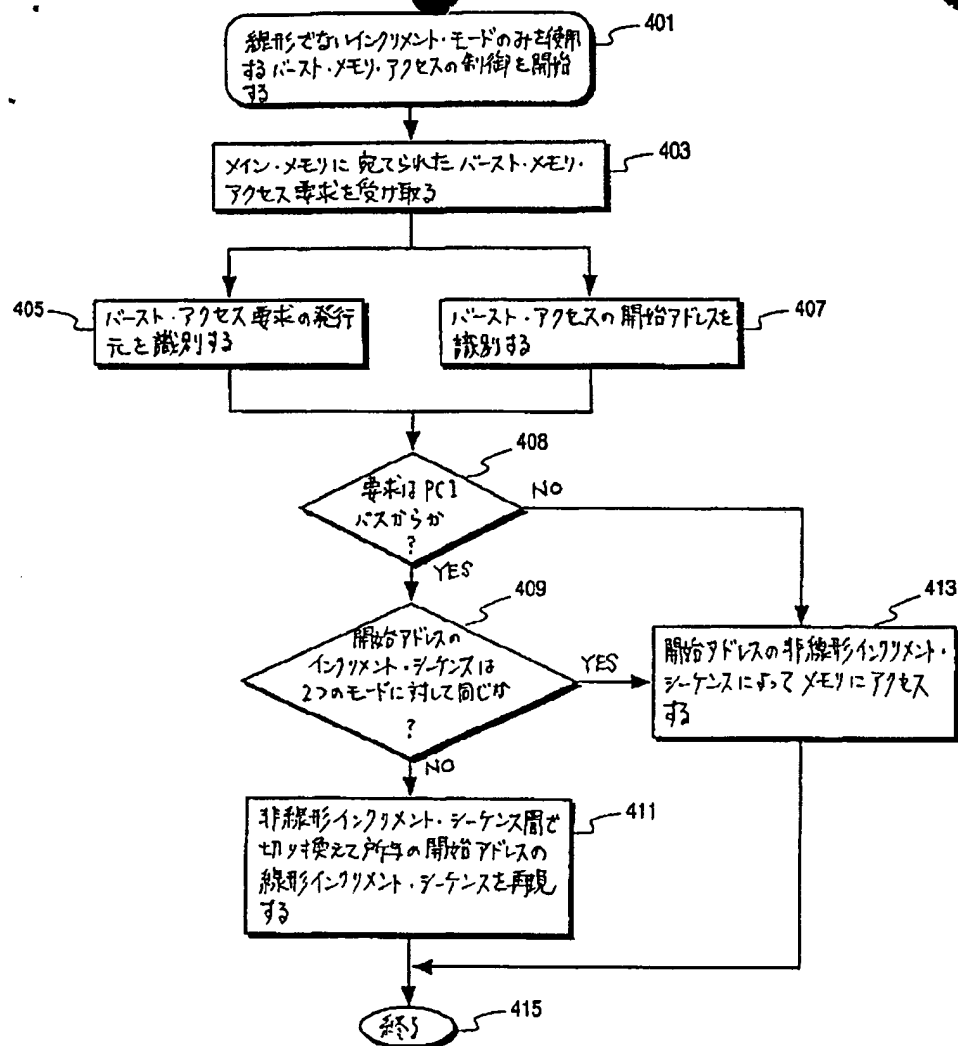 線形でないインクリメント・モードのみを使用
するバースト・メモリ・アクセスの制御を開始
する
401
メイン・メモリに宛てられたバースト・メモリ・
アクセス要求を受け取る
403
405
バースト・アクセス要求の発行
元を識別する
バースト・アクセスの開始アドレスを
識別する
407
408
要求はPCI
バスからか
?
NO
YES
409
開始アドレスの
インクリメント・シーケンスは
2つのモードに対して同じか
?
YES
NO
413
開始アドレスの非線形インクリメント・
シーケンスによってメモリにアクセス
する
非線形インクリメント・シーケンス間で
切り換えて所与の開始アドレスの
線形インクリメント・シーケンスを再現
する
411
終了
415